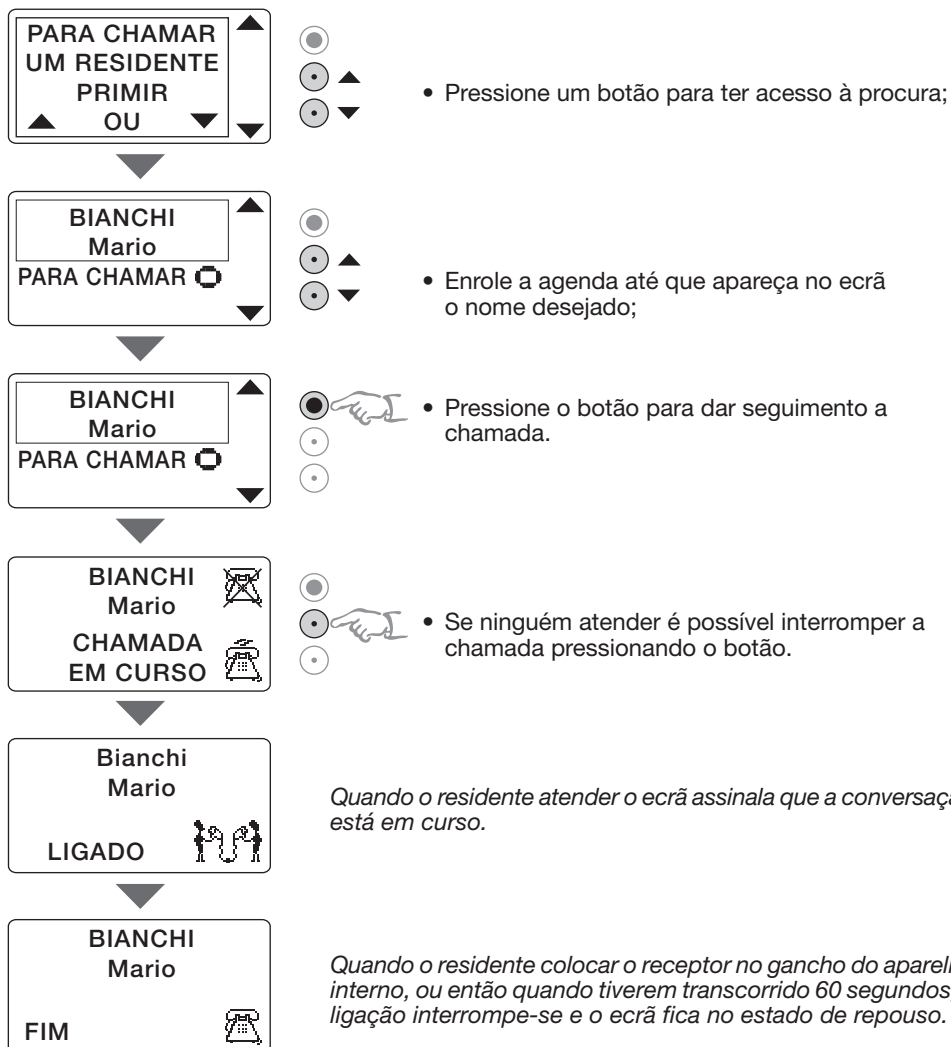 PARA CHAMAR
UM RESIDENTE
PRIMIR
OU
• Pressione um botão para ter acesso à procura;
BIANCHI
Mario
PARA CHAMAR
• Enrole a agenda até que apareça no ecrã
o nome desejado;
BIANCHI
Mario
PARA CHAMAR
• Pressione o botão para dar seguimento a
chamada.
BIANCHI
Mario
CHAMADA
EM CURSO
• Se ninguém atender é possível interromper a
chamada pressionando o botão.
Bianchi
Mario
LIGADO
Quando o residente atender o ecrã assinala que a
está em curso.
BIANCHI
Mario
FIM
Quando o residente colocar o receptor no gancho do
interno, ou então quando tiverem transcorrido 60 segundos
ligação interrompe-se e o ecrã fica no estado de repouso.